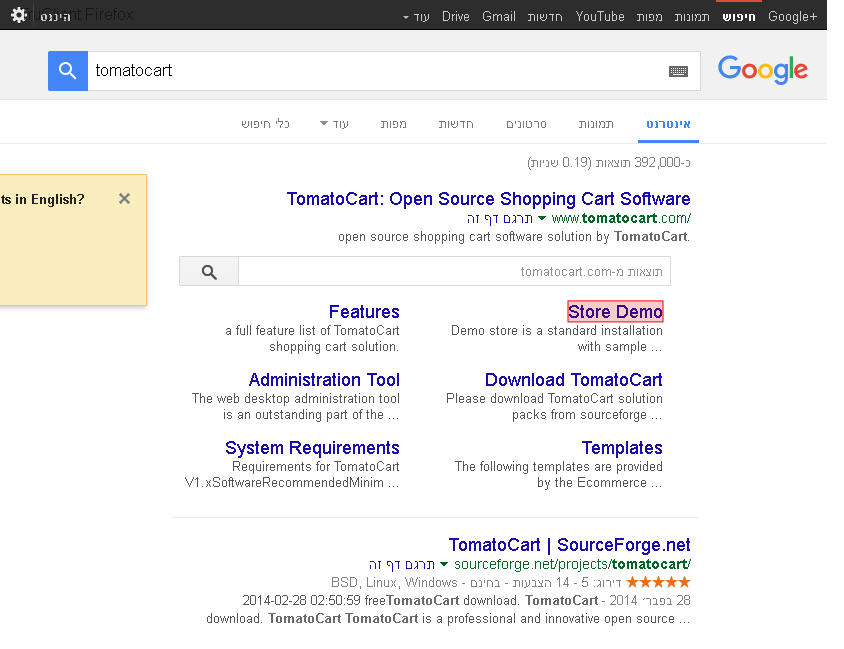 Google+ חיפוש תמונות מפות YouTube חדשות Gmail Drive עוד
TruClient Firefox
היכנס
tomatocart
Google
אינטרנט תמונות סרטונים חדשות מפות עוד כלי חיפוש
כ-392,000 תוצאות (0.19 שניות)
ts in English?
TomatoCart: Open Source Shopping Cart Software
www.tomatocart.com/ תרגם דף זה
open source shopping cart software solution by TomatoCart.
תוצאות מ-tomatocart.com
Store Demo
Demo store is a standard installation
with sample ...
Features
a full feature list of TomatoCart
shopping cart solution.
Download TomatoCart
Please download TomatoCart solution
packs from sourceforge ...
Administration Tool
The web desktop administration tool
is an outstanding part of the ...
Templates
The following templates are provided
by the Ecommerce ...
System Requirements
Requirements for TomatoCart
V1.xSoftwareRecommendedMinim ...
TomatoCart | SourceForge.net
sourceforge.net/projects/tomatocart/ תרגם דף זה
דירוג: 5 - 14 הצבעות - בחינם - BSD, Linux, Windows
28 בפבר׳ 2014 - 2014-02-28 02:50:59 freeTomatoCart download. TomatoCart
download. TomatoCart TomatoCart is a professional and innovative open source ...